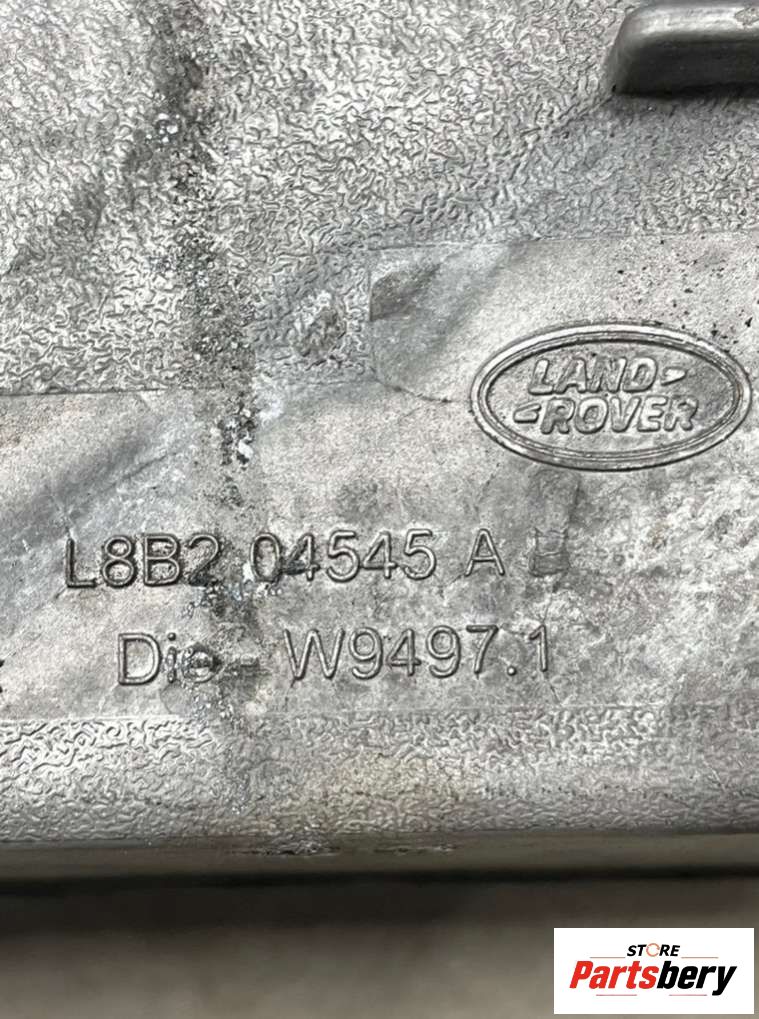 LAND
ROVER
L8B2 04545 A
Die - W9497.1
STORE
Partsbery